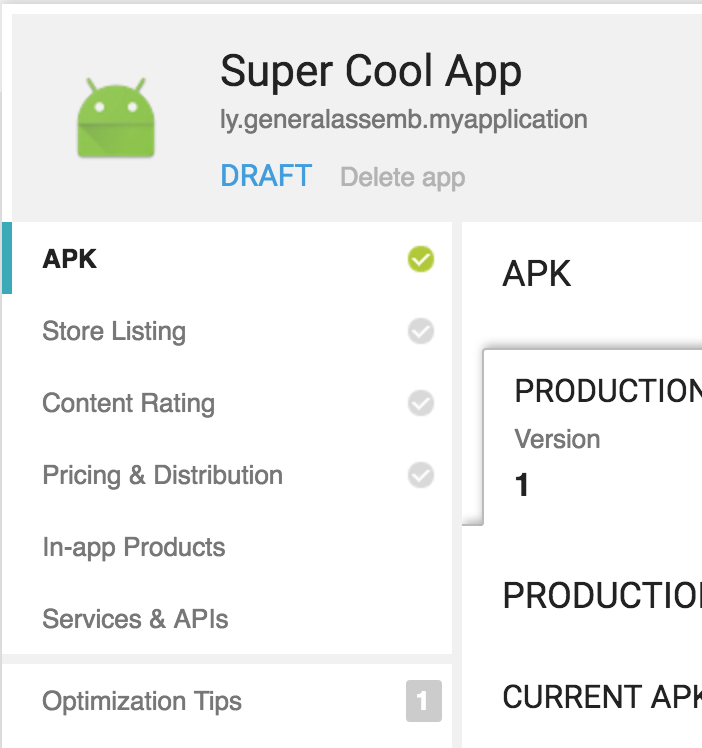 Super Cool App
ly.generalassemb.myapplication
DRAFT Delete app
APK
Store Listing
Content Rating
Pricing & Distribution
In-app Products
Services & APIs
Optimization Tips 1
APK
PRODUCTION
Version
1
PRODUCTIO
CURRENT APK